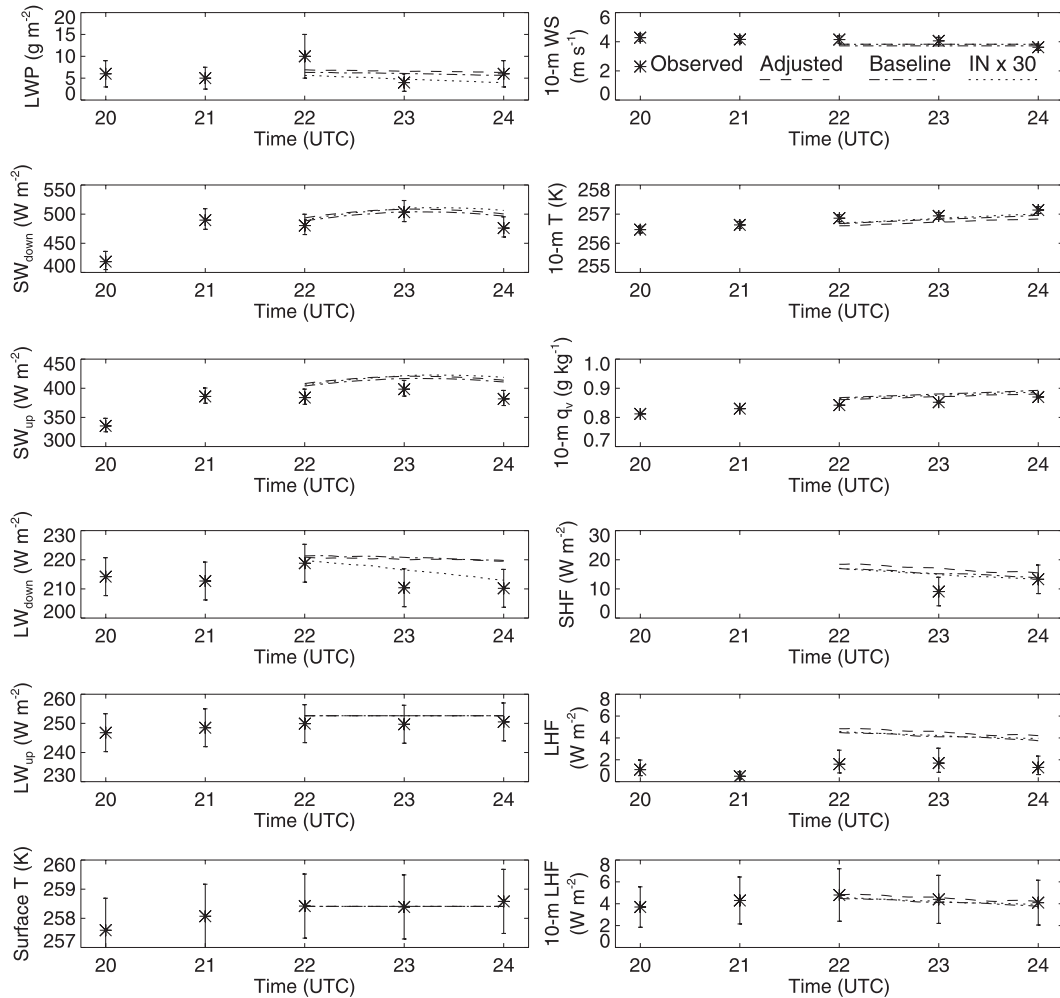 LWP (g m⁻²)
20
15
10
5
0
20 21 22 23 24
Time (UTC)
10-m WS
(m s⁻¹)
6
4
2
0
Observed Adjusted Baseline IN x 30
20 21 22 23 24
Time (UTC)
SW_down (W m⁻²)
550
500
450
400
20 21 22 23 24
Time (UTC)
10-m T (K)
258
257
256
255
20 21 22 23 24
Time (UTC)
SW_up (W m⁻²)
450
400
350
300
20 21 22 23 24
Time (UTC)
10-m q_v (g kg⁻¹)
1.0
0.9
0.8
0.7
20 21 22 23 24
Time (UTC)
LW_down (W m⁻²)
230
220
210
200
20 21 22 23 24
Time (UTC)
SHF (W m⁻²)
30
20
10
0
20 21 22 23 24
Time (UTC)
LW_up (W m⁻²)
260
250
240
230
20 21 22 23 24
Time (UTC)
LHF
(W m⁻²)
8
6
4
2
0
20 21 22 23 24
Time (UTC)
Surface T (K)
260
259
258
257
20 21 22 23 24
Time (UTC)
10-m LHF
(W m⁻²)
8
6
4
2
0
20 21 22 23 24
Time (UTC)